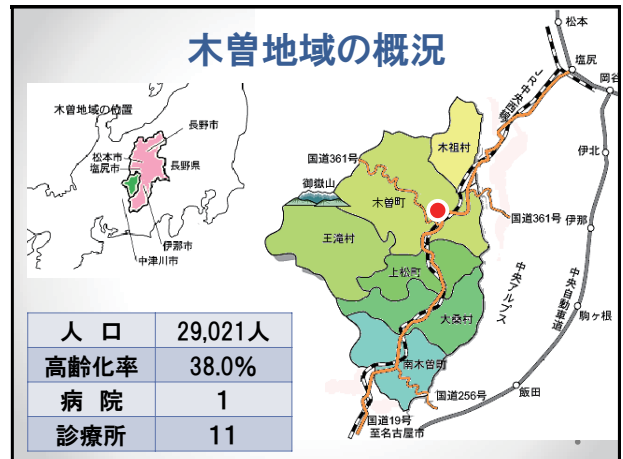 木曽地域の概況
木曽地域の位置
長野市
松本市
塩尻市
長野県
伊那市
中津川市
松本
塩尻
岡谷
JR中央西線
木祖村
伊北
国道361号
御嶽山
木曽町
国道361号
伊那
王滝村
上松町
中央アルプス
中央自動車道
大桑村
駒ヶ根
南木曽町
国道256号
飯田
国道19号
至名古屋市
人 口 29,021人
高齢化率 38.0%
病 院 1
診療所 11